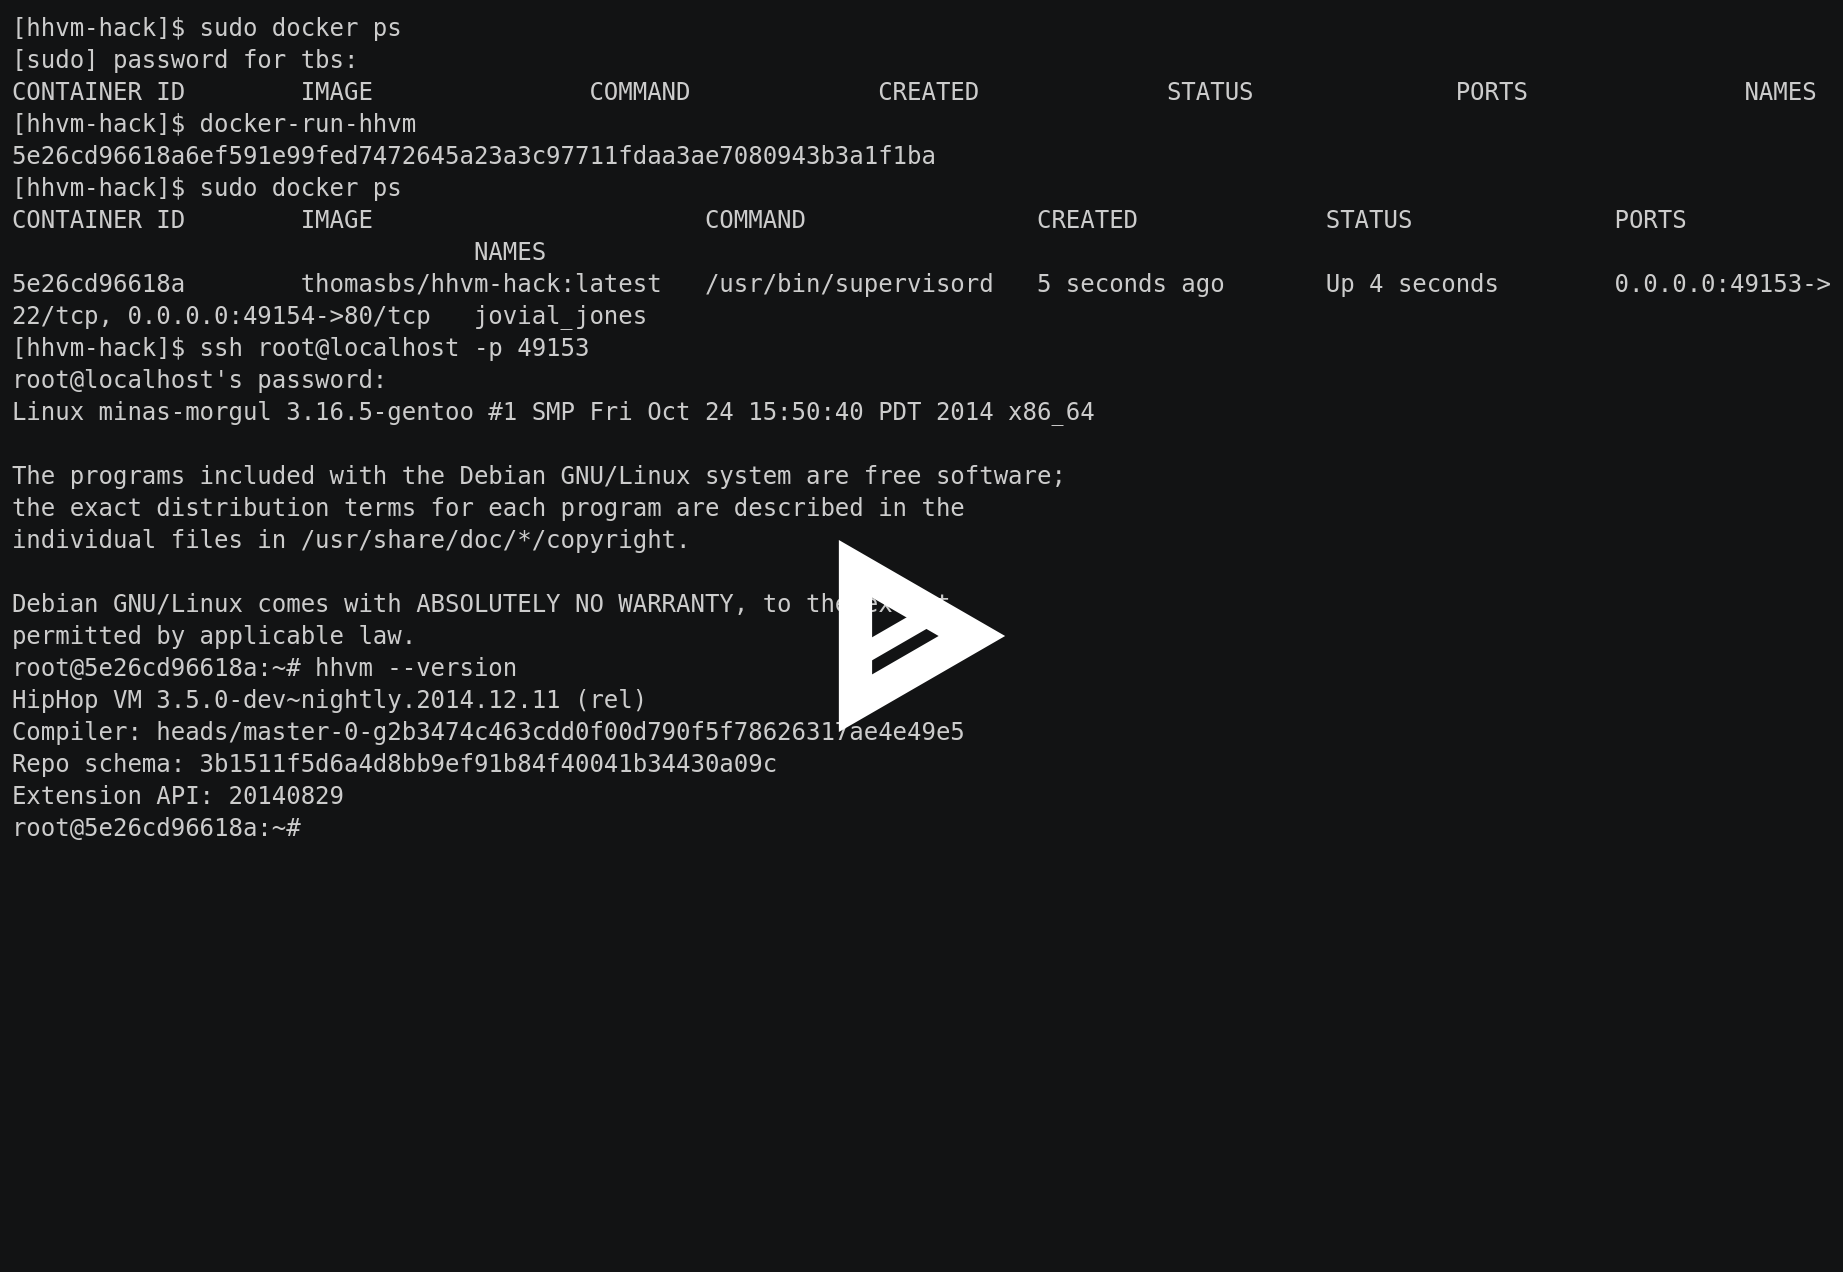 [hhvm-hack]$ sudo docker ps
[sudo] password for tbs:
CONTAINER ID        IMAGE               COMMAND             CREATED             STATUS              PORTS               NAMES
[hhvm-hack]$ docker-run-hhvm
5e26cd96618a6ef591e99fed7472645a23a3c97711fdaa3ae7080943b3a1f1ba
[hhvm-hack]$ sudo docker ps
CONTAINER ID        IMAGE                       COMMAND                CREATED             STATUS              PORTS
                                NAMES
5e26cd96618a        thomasbs/hhvm-hack:latest   /usr/bin/supervisord   5 seconds ago       Up 4 seconds        0.0.0.0:49153->
22/tcp, 0.0.0.0:49154->80/tcp   jovial_jones
[hhvm-hack]$ ssh root@localhost -p 49153
root@localhost's password:
Linux minas-morgul 3.16.5-gentoo #1 SMP Fri Oct 24 15:50:40 PDT 2014 x86_64

The programs included with the Debian GNU/Linux system are free software;
the exact distribution terms for each program are described in the
individual files in /usr/share/doc/*/copyright.

Debian GNU/Linux comes with ABSOLUTELY NO WARRANTY, to the
permitted by applicable law.
root@5e26cd96618a:~# hhvm --version
HipHop VM 3.5.0-dev~nightly.2014.12.11 (rel)
Compiler: heads/master-0-g2b3474c463cdd0f00d790f5f78626317ae4e49e5
Repo schema: 3b1511f5d6a4d8bb9ef91b84f40041b34430a09c
Extension API: 20140829
root@5e26cd96618a:~#